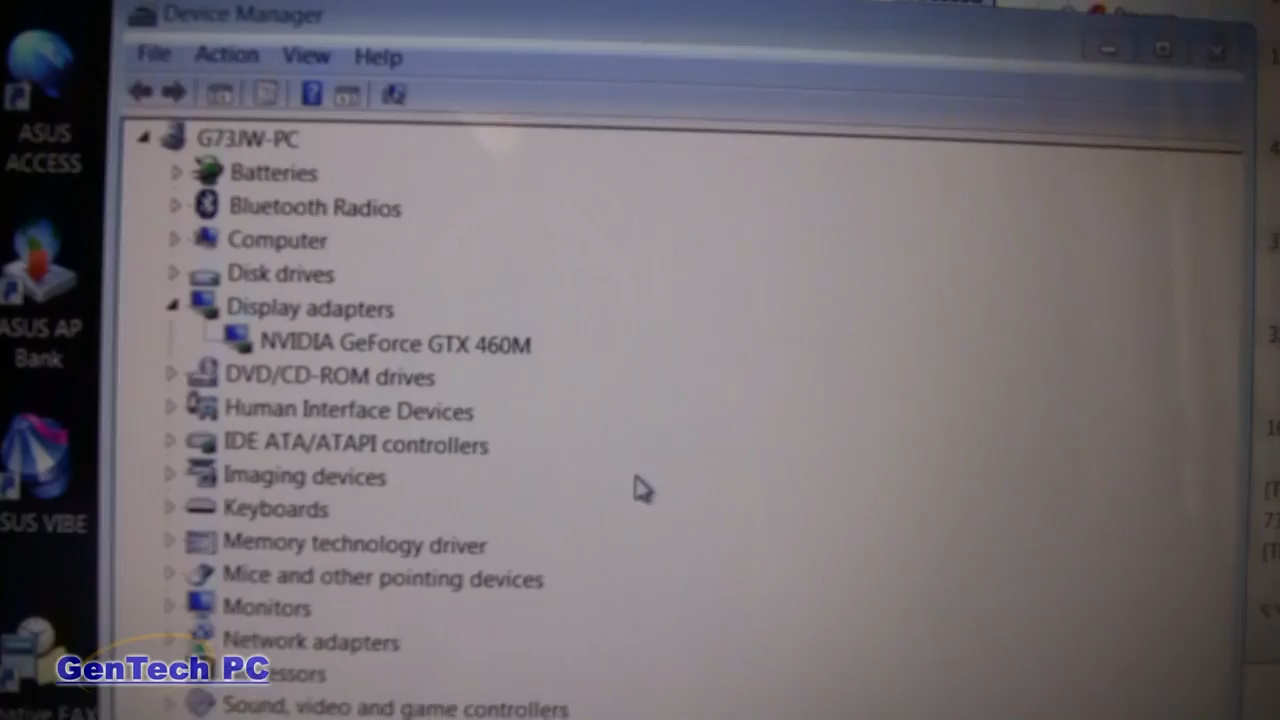 Device Manager
File Action View Help
G73JW-PC
Batteries
Bluetooth Radios
Computer
Disk drives
Display adapters
NVIDIA GeForce GTX 460M
DVD/CD-ROM drives
Human Interface Devices
IDE ATA/ATAPI controllers
Imaging devices
Keyboards
Memory technology driver
Mice and other pointing devices
Monitors
Network adapters
essors
Sound, video and game controllers
ASUS
ACCESS
ASUS AP
Bank
SUS VIBE
GenTech PC